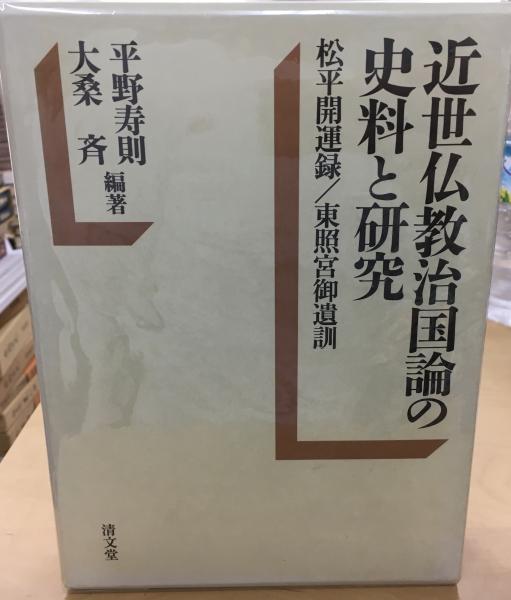 近世仏教治国論の
史料と研究
松平開運録/東照宮御遺訓
平野寿則
大桑斉
編著
清文堂